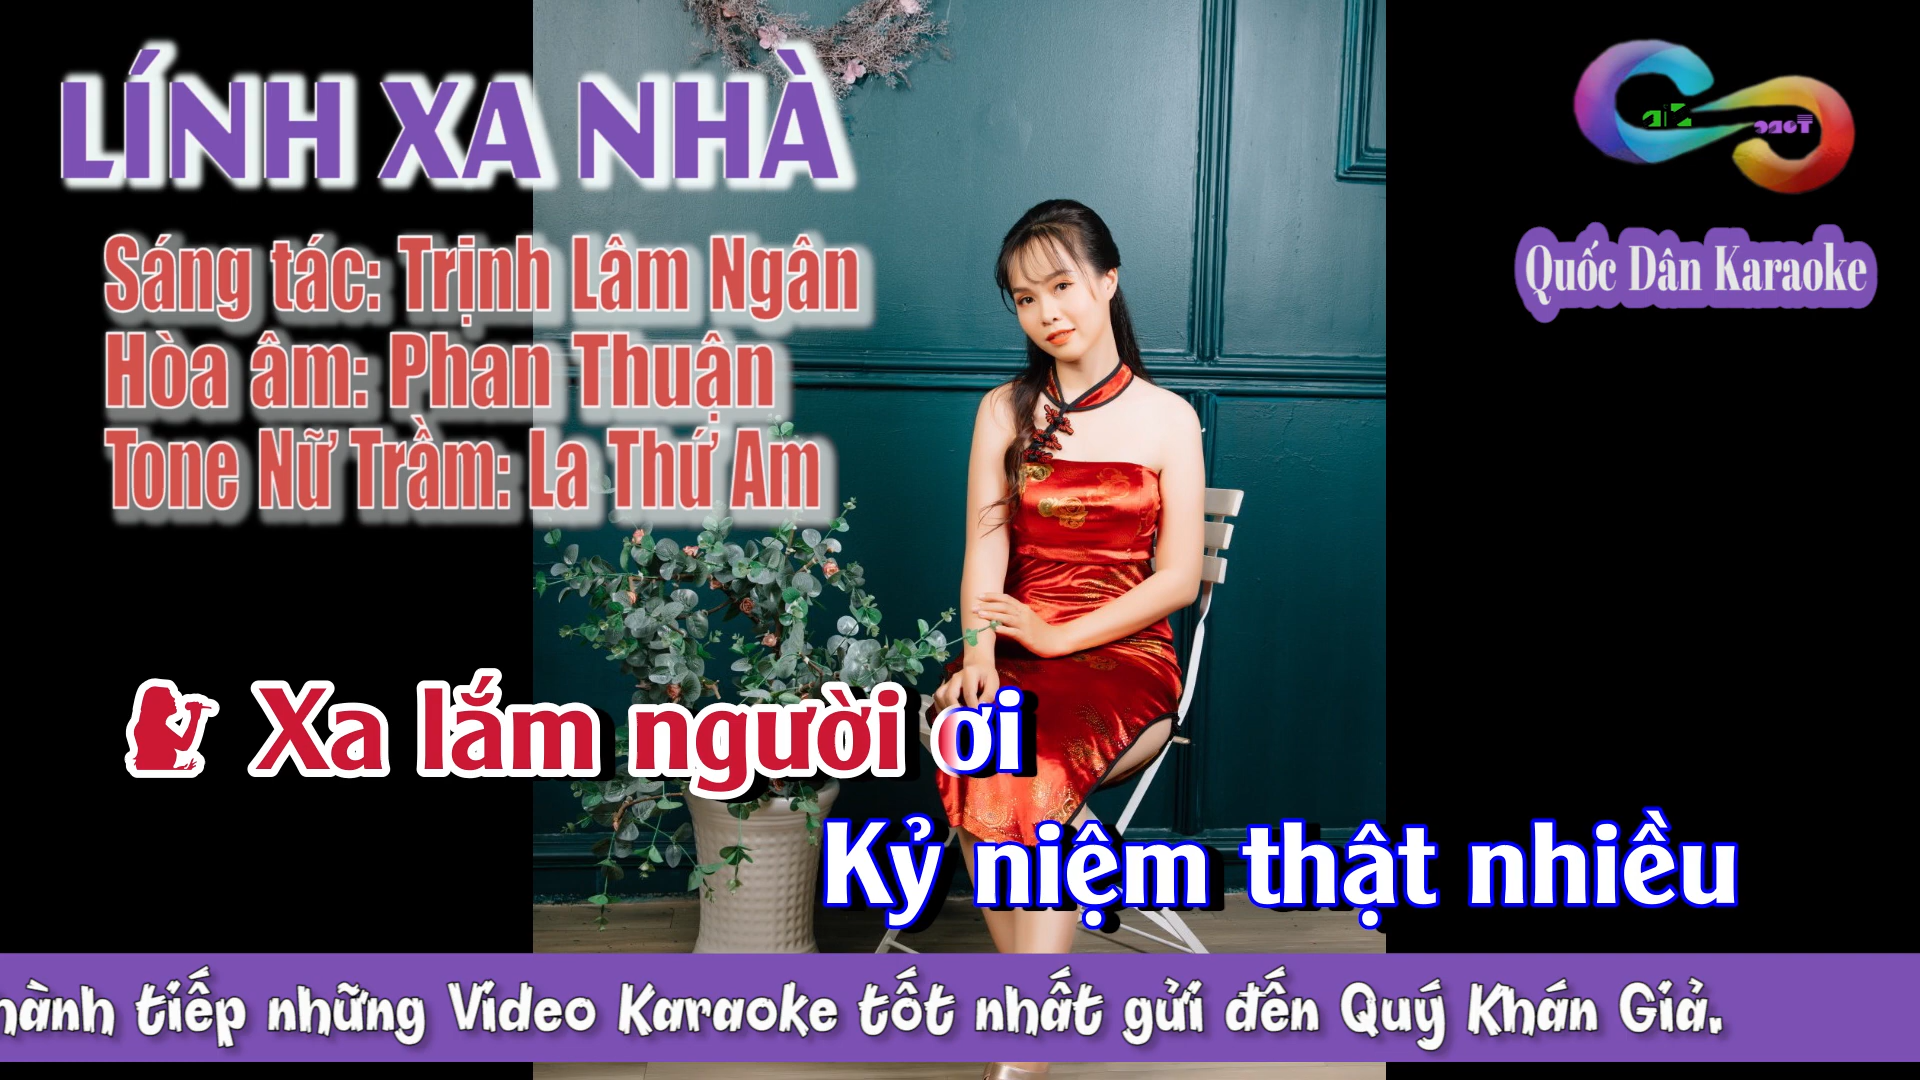 LÍNH XA NHÀ
Sáng tác: Trịnh Lâm Ngân
Hòa âm: Phan Thuận
Tone Nữ Trầm: La Thứ Am
Quốc Dân Karaoke
Xa lắm người ơi
Kỷ niệm thật nhiều
hành tiếp những Video Karaoke tốt nhất gửi đến Quý Khán Giả.